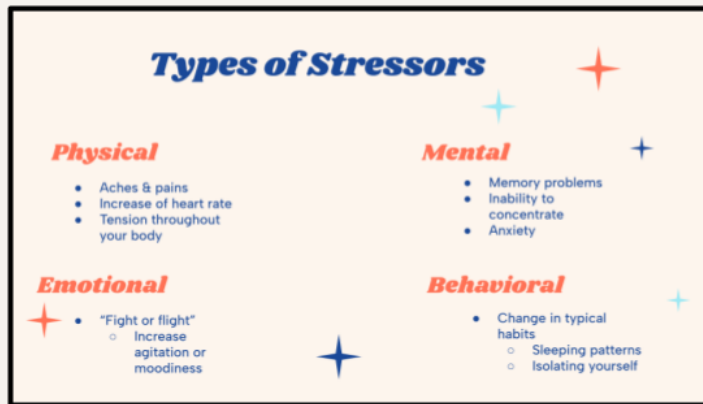 Types of Stressors
Physical
● Aches & pains
● Increase of heart rate
● Tension throughout
your body
Mental
● Memory problems
● Inability to
concentrate
● Anxiety
Emotional
● “Fight or flight”
○ Increase
agitation or
moodiness
Behavioral
● Change in typical
habits
○ Sleeping patterns
○ Isolating yourself